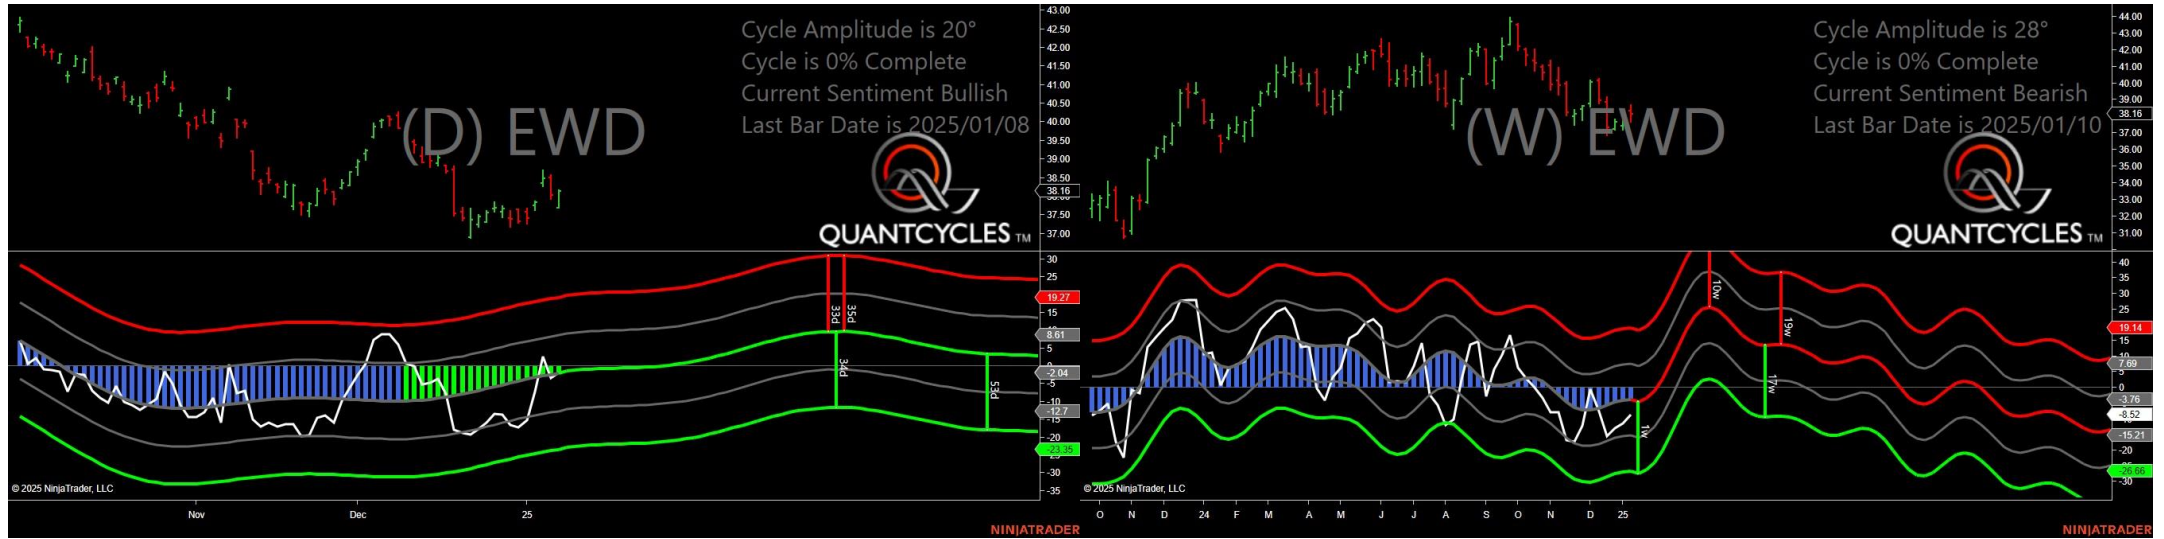 Cycle Amplitude is 20°
Cycle is 0% Complete
Current Sentiment Bullish
Last Bar Date is 2025/01/08
(D) EWD
QUANTCYCLES TM
43.00
42.50
42.00
41.50
41.00
40.50
40.00
39.50
39.00
38.50
38.16
37.50
37.00
30
25
19.27
15
8.61
5
0
-2.04
-5
-10
-12.7
-15
-20
-23.35
-30
-35
33d
35d
34d
53d
© 2025 NinjaTrader, LLC
Nov
Dec
25
NINJATRADER
Cycle Amplitude is 28°
Cycle is 0% Complete
Current Sentiment Bearish
Last Bar Date is 2025/01/10
(W) EWD
QUANTCYCLES TM
44.00
43.00
42.00
41.00
40.00
39.00
38.16
37.00
36.00
35.00
34.00
33.00
32.00
31.00
40
35
30
25
19.14
15
7.69
5
0
-3.76
-8.52
-15.21
-20
-26.66
-30
10w
19w
17w
1w
© 2025 NinjaTrader, LLC
O N D 24 F M A M J J A S O N D 25
NINJATRADER